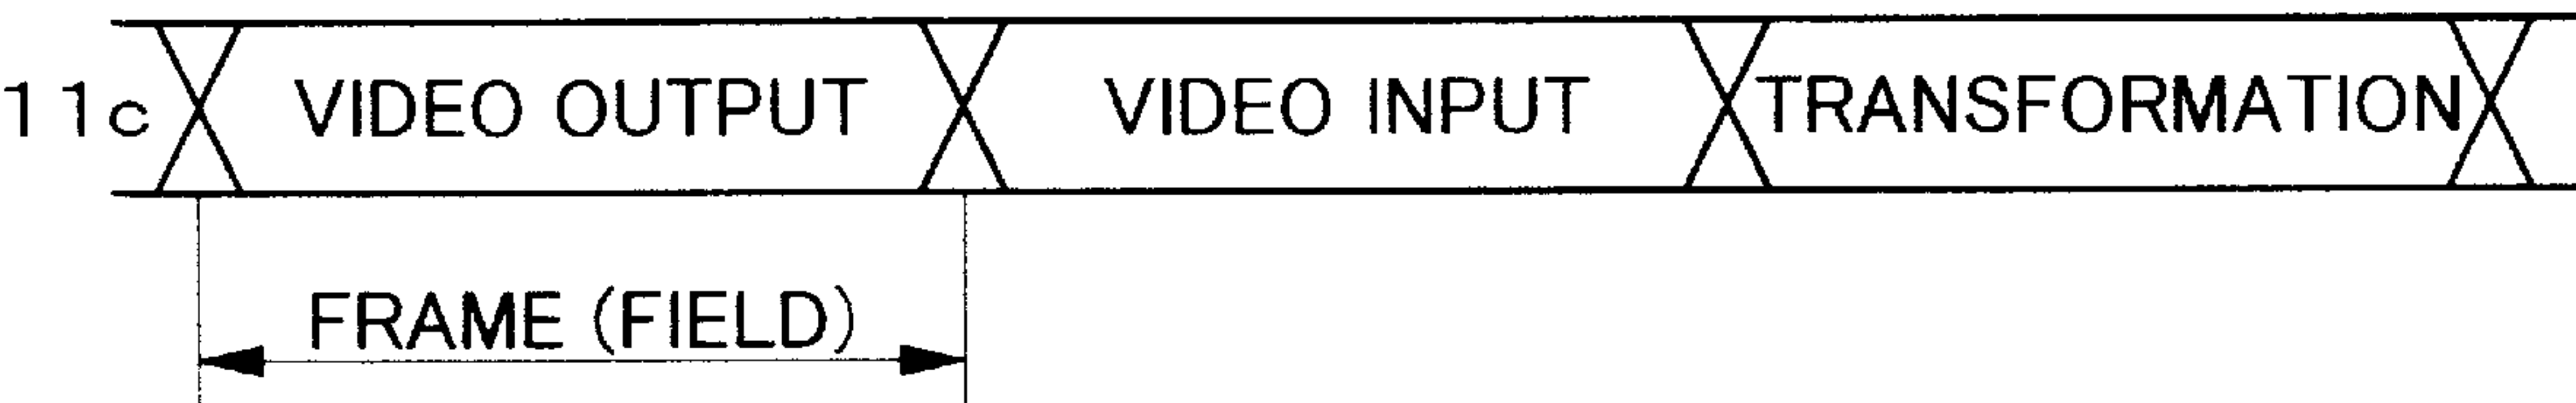 11c VIDEO OUTPUT VIDEO INPUT TRANSFORMATION
FRAME (FIELD)